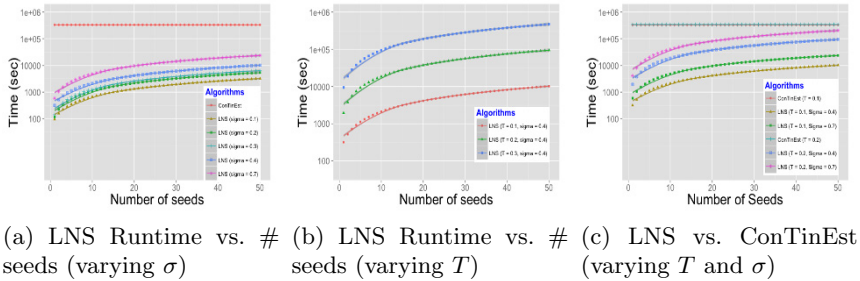 1e+06
1e+05
10000
1000
100
Time (sec)
0 10 20 30 40 50
Number of seeds
Algorithms
ConTinEst
LNS (sigma = 0.1)
LNS (sigma = 0.2)
LNS (sigma = 0.3)
LNS (sigma = 0.4)
LNS (sigma = 0.7)
1e+06
1e+05
10000
1000
100
Time (sec)
0 10 20 30 40 50
Number of seeds
Algorithms
LNS (T = 0.1, sigma = 0.4)
LNS (T = 0.2, sigma = 0.4)
LNS (T = 0.5, sigma = 0.4)
1e+06
1e+05
10000
1000
100
Time (sec)
0 10 20 30 40 50
Number of Seeds
Algorithms
LNS (T = 0.1, Sigma = 0.4)
LNS (T = 0.1, Sigma = 0.7)
ConTinEst (T = 0.2)
LNS (T = 0.2, Sigma = 0.4)
LNS (T = 0.2, Sigma = 0.7)
(a) LNS Runtime vs. #
seeds (varying σ)
(b) LNS Runtime vs. #
seeds (varying T)
(c) LNS vs. ConTinEst
(varying T and σ)